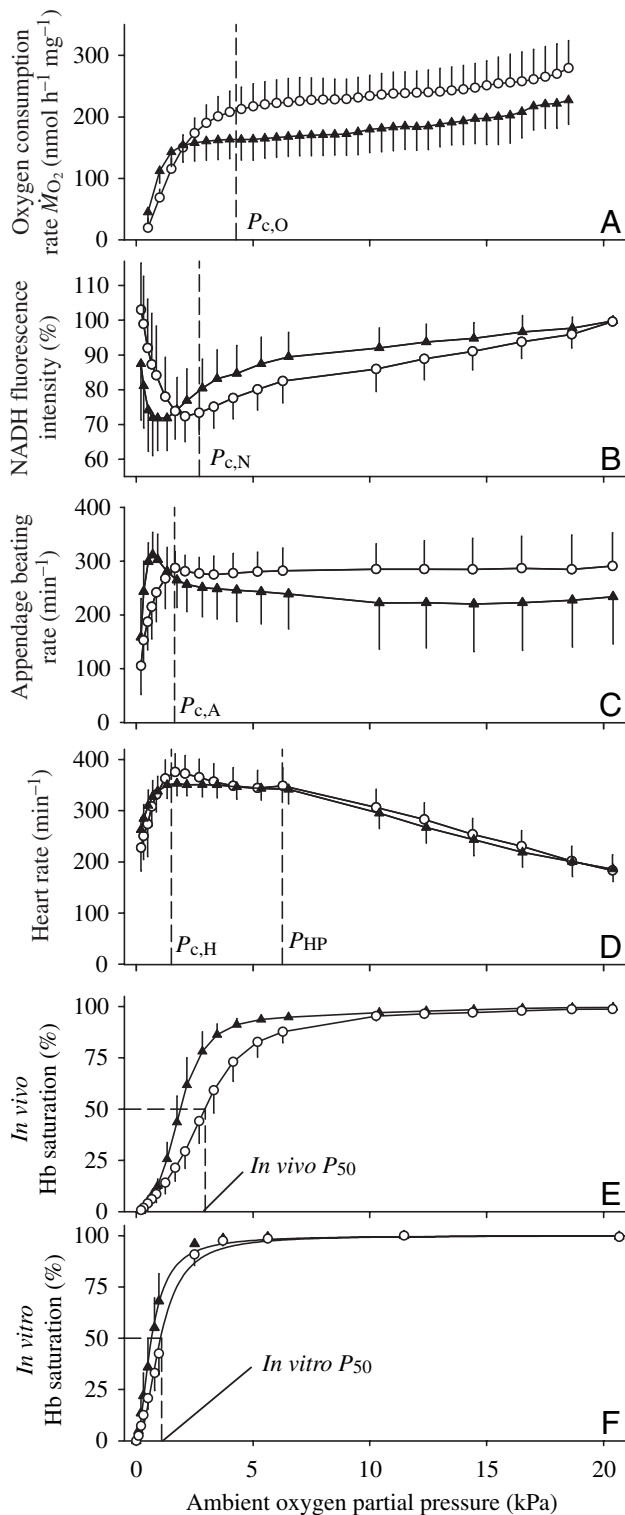 Oxygen consumption
rate ṀO₂ (nmol h⁻¹ mg⁻¹)
300
200
100
0
Pc,O
A
NADH fluorescence
intensity (%)
110
100
90
80
70
60
Pc,N
B
Appendage beating
rate (min⁻¹)
400
300
200
100
0
Pc,A
C
Heart rate (min⁻¹)
400
300
200
100
0
Pc,H
PHP
D
In vivo
Hb saturation (%)
100
75
50
25
0
In vivo P50
E
In vitro
Hb saturation (%)
100
75
50
25
0
In vitro P50
F
0 5 10 15 20
Ambient oxygen partial pressure (kPa)